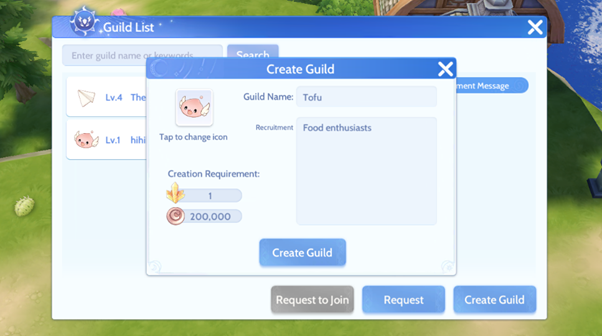 Guild List
Enter guild name or keywords
Search
Create Guild
ment Message
Guild Name: Tofu
Lv.4 The
Tap to change icon
Recruitment Food enthusiasts
Lv.1 hihi
Creation Requirement:
1
200,000
Create Guild
Request to Join Request Create Guild